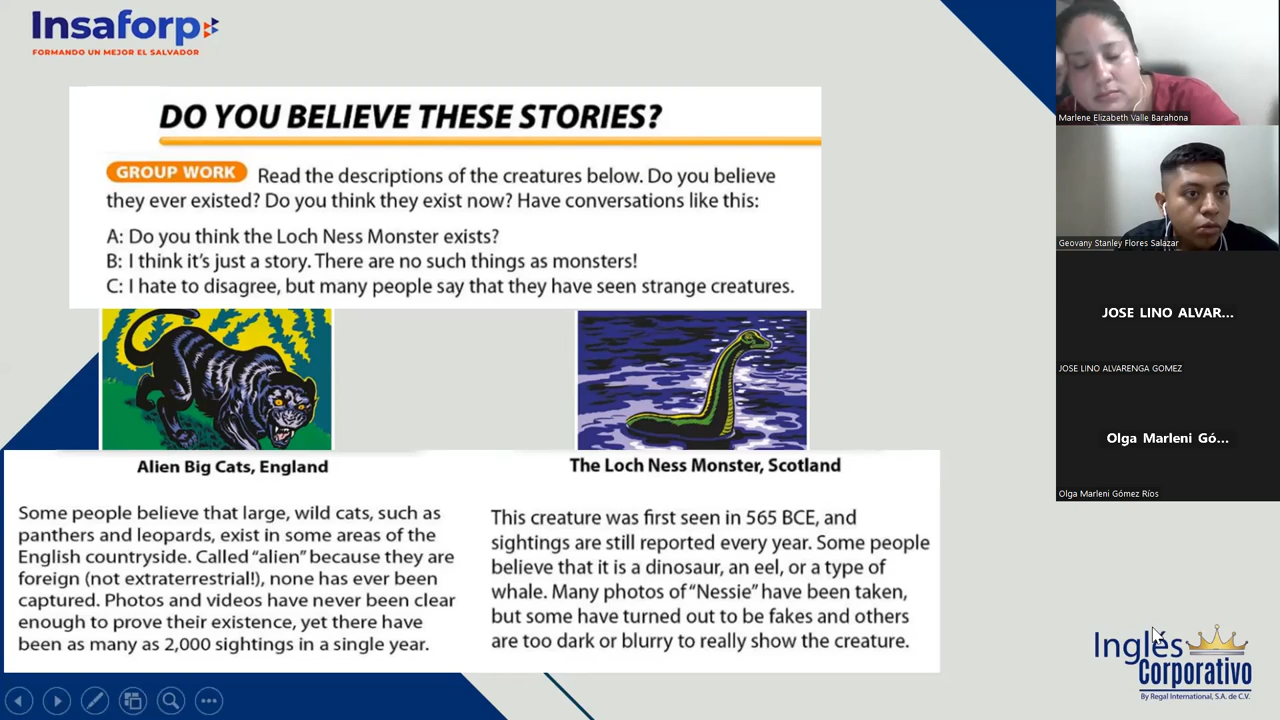 Insaforp
FORMANDO UN MEJOR EL SALVADOR
DO YOU BELIEVE THESE STORIES?
GROUP WORK Read the descriptions of the creatures below. Do you believe
they ever existed? Do you think they exist now? Have conversations like this:
A: Do you think the Loch Ness Monster exists?
B: I think it's just a story. There are no such things as monsters!
C: I hate to disagree, but many people say that they have seen strange creatures.
Alien Big Cats, England
Some people believe that large, wild cats, such as
panthers and leopards, exist in some areas of the
English countryside. Called "alien" because they are
foreign (not extraterrestrial!), none has ever been
captured. Photos and videos have never been clear
enough to prove their existence, yet there have
been as many as 2,000 sightings in a single year.
The Loch Ness Monster, Scotland
This creature was first seen in 565 BCE, and
sightings are still reported every year. Some people
believe that it is a dinosaur, an eel, or a type of
whale. Many photos of "Nessie" have been taken,
but some have turned out to be fakes and others
are too dark or blurry to really show the creature.
Marlene Elizabeth Valle Barahona
Geovany Stanley Flores Salazar
JOSE LINO ALVAR...
JOSE LINO ALVARENGA GOMEZ
Olga Marleni Gó...
Olga Marleni Gómez Ríos
Inglés
Corporativo
By Regal International, S.A. de C.V.